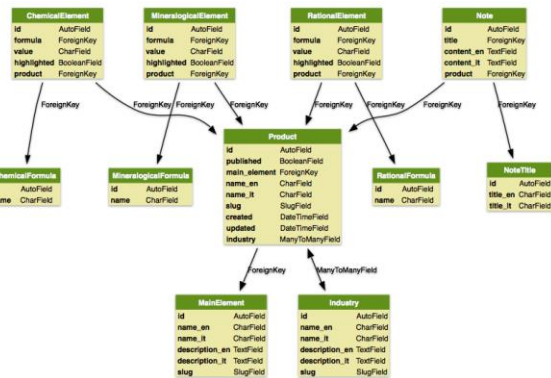 ChemicalElement
id AutoField
formula ForeignKey
value CharField
highlighted BooleanField
product ForeignKey
MineralogicalElement
id AutoField
formula ForeignKey
value CharField
highlighted BooleanField
product ForeignKey
RationalElement
id AutoField
formula ForeignKey
value CharField
highlighted BooleanField
product ForeignKey
Note
id AutoField
title ForeignKey
content_en TextField
content_it TextField
product ForeignKey
ForeignKey
ForeignKey
ForeignKey
ForeignKey
ForeignKey
ForeignKey
ForeignKey
ForeignKey
Product
id AutoField
published BooleanField
main_element ForeignKey
name_en CharField
name_it CharField
slug SlugField
created DateTimeField
updated DateTimeField
industry ManyToManyField
hemicalFormula
AutoField
ame CharField
MineralogicalFormula
id AutoField
name CharField
RationalFormula
id AutoField
name CharField
NoteTitle
id AutoField
title_en CharField
title_it CharField
ForeignKey
ManyToManyField
MainElement
id AutoField
name_en CharField
name_it CharField
description_en TextField
description_it TextField
slug SlugField
Industry
id AutoField
name_en CharField
name_it CharField
description_en TextField
description_it TextField
slug SlugField